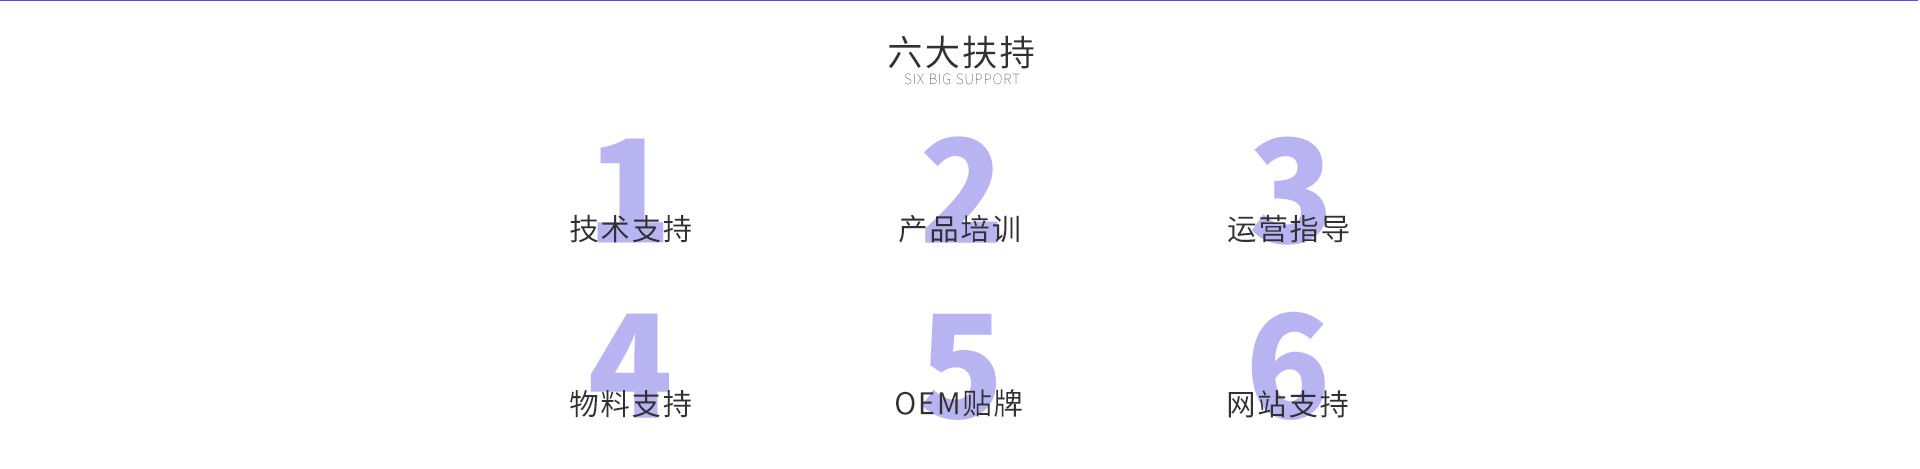 六大扶持
SIX BIG SUPPORT
1
技术支持
2
产品培训
3
运营指导
4
物料支持
5
OEM贴牌
6
网站支持